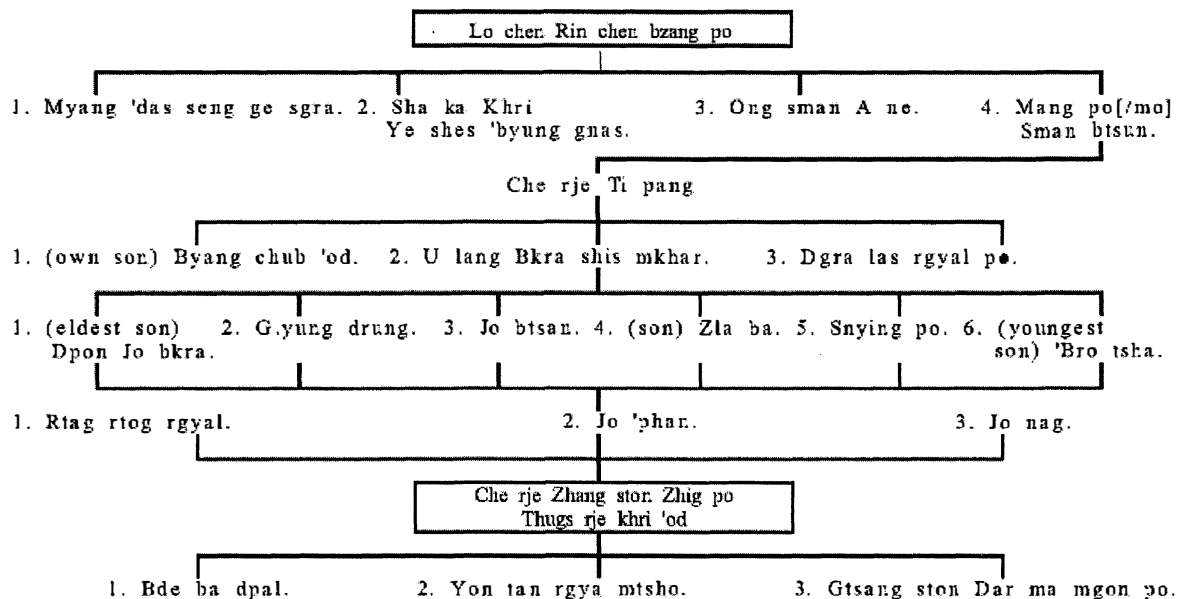 Lo chen Rin chen bzang po
1. Myang 'das seng ge sgra. 2. Sha ka Khri 3. Ong sman A ne. 4. Mang po[/mo]
Ye shes 'byung gnas. Sman btsun.
Che rje Ti pang
1. (own son) Byang chub 'od. 2. U lang Bkra shis mkhar. 3. Dgra las rgyal po.
1. (eldest son) 2. G.yung drung. 3. Jo btsan. 4. (son) Zla ba. 5. Snying po. 6. (youngest
Dpon Jo bkra. son) 'Bro tsha.
1. Rtag rtog rgyal. 2. Jo 'phan. 3. Jo nag.
Che rje Zhang ston Zhig po
Thugs rje khri 'od
1. Bde ba dpal. 2. Yon tan rgya mtsho. 3. Gtsang ston Dar ma mgon po.